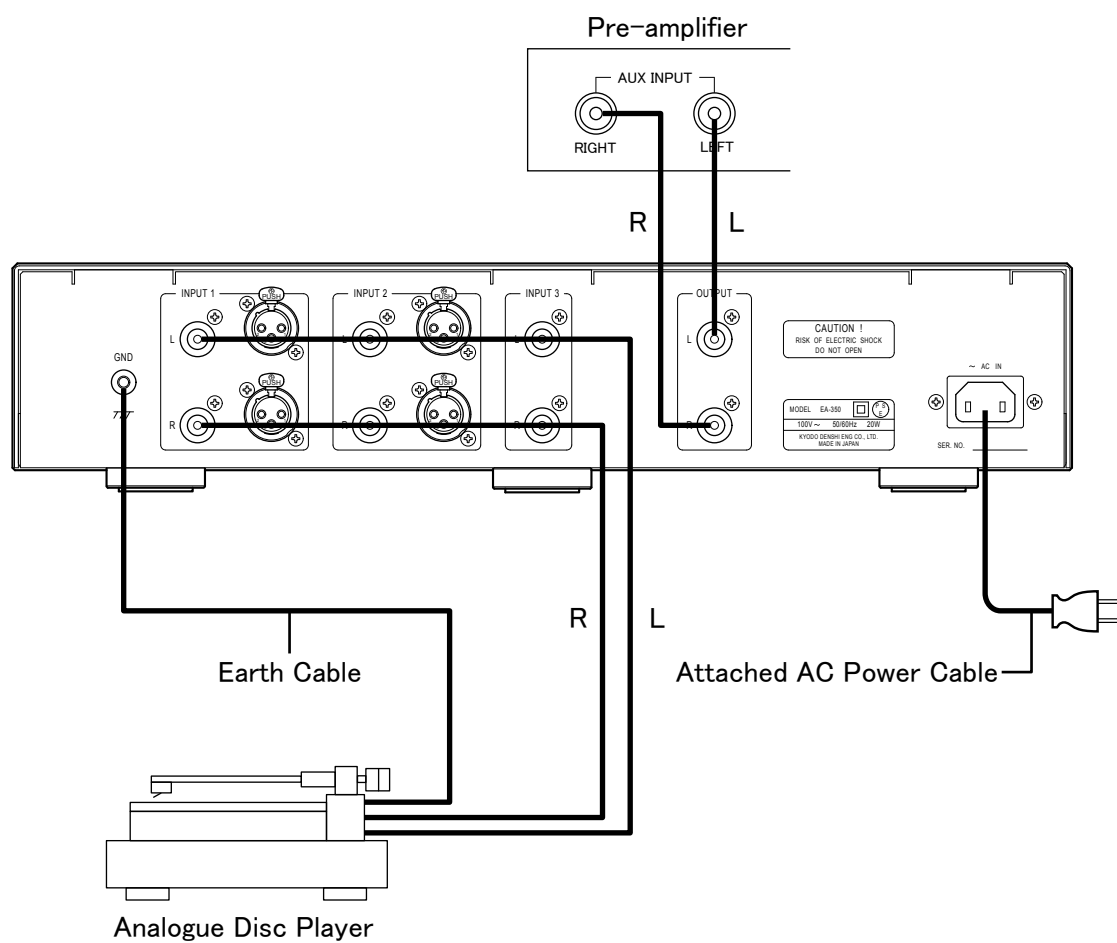 Pre-amplifier
AUX INPUT
RIGHT
LEFT
R
L
INPUT 1
PUSH
INPUT 2
PUSH
INPUT 3
OUTPUT
L
L
L
GND
PUSH
PUSH
R
R
R
CAUTION !
RISK OF ELECTRIC SHOCK
DO NOT OPEN
~ AC IN
MODEL EA-350
P S
E
100V~ 50/60Hz 20W
KYODO DENSHI ENG CO., LTD.
MADE IN JAPAN
SER. NO.
R
L
Earth Cable
Attached AC Power Cable
Analogue Disc Player